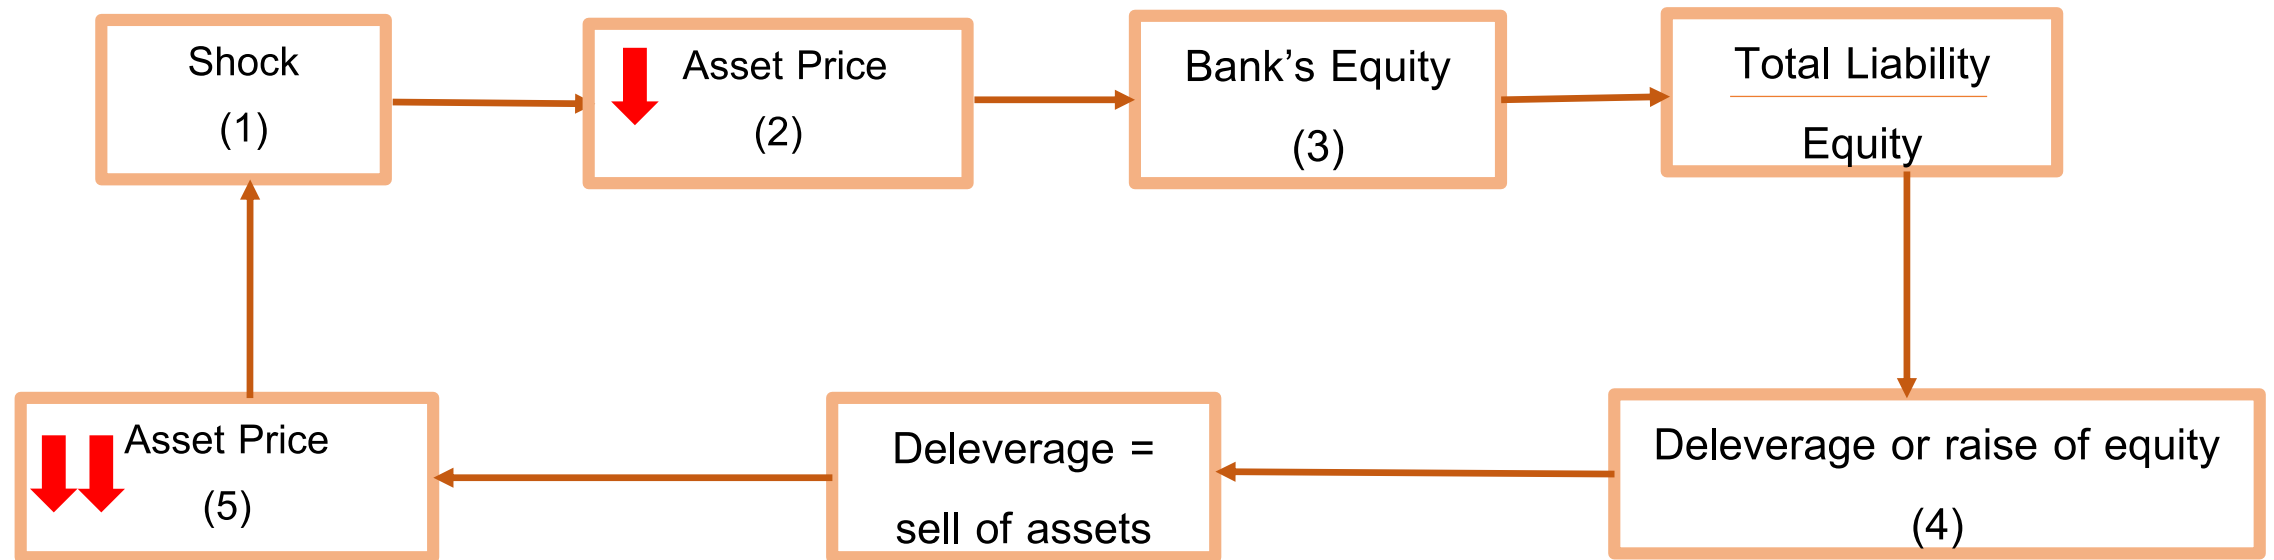 Shock
(1)
Asset Price
(2)
Bank’s Equity
(3)
Total Liability
Equity
Deleverage or raise of equity
(4)
Deleverage =
sell of assets
Asset Price
(5)